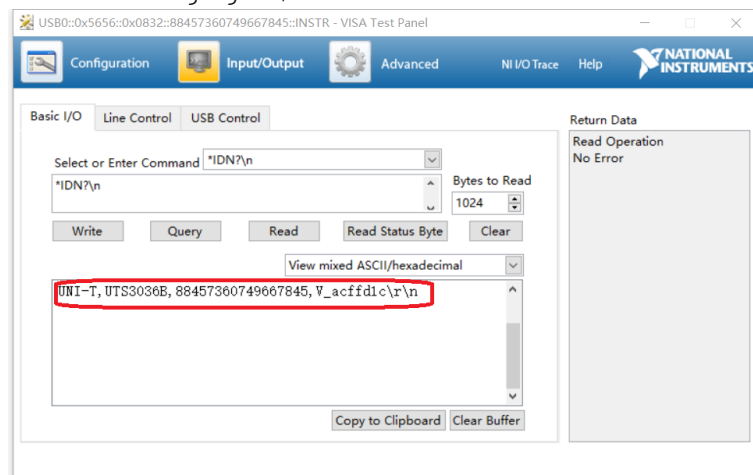 USB0::0x5656::0x0832::88457360749667845::INSTR - VISA Test Panel
Configuration
Input/Output
Advanced
NI I/O Trace
Help
NATIONAL
INSTRUMENTS
Basic I/O
Line Control
USB Control
Return Data
Read Operation
No Error
Select or Enter Command
*IDN?\n
*IDN?\n
Bytes to Read
1024
Write
Query
Read
Read Status Byte
Clear
View mixed ASCII/hexadecimal
UNI-T,UTS3036B,88457360749667845,V_acffd1c\r\n
Copy to Clipboard
Clear Buffer